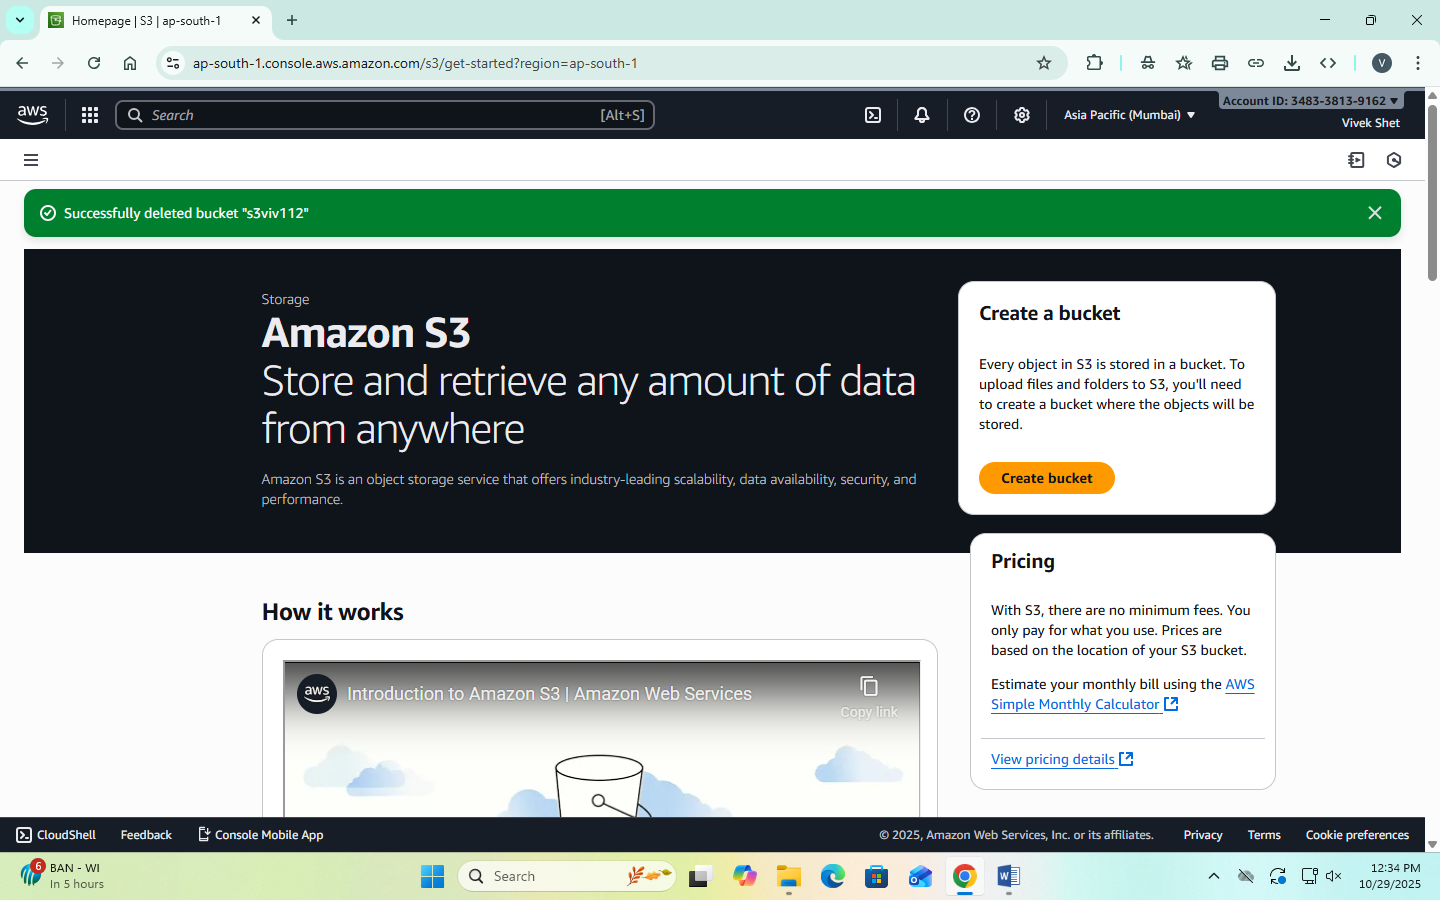 Homepage | S3 | ap-south-1
ap-south-1.console.aws.amazon.com/s3/get-started?region=ap-south-1
V
aws
Search
[Alt+S]
Asia Pacific (Mumbai)
Account ID: 3483-3813-9162
Vivek Shet
Successfully deleted bucket "s3viv112"
Storage
Amazon S3
Store and retrieve any amount of data
from anywhere
Amazon S3 is an object storage service that offers industry-leading scalability, data availability, security, and
performance.
Create a bucket
Every object in S3 is stored in a bucket. To
upload files and folders to S3, you'll need
to create a bucket where the objects will be
stored.
Create bucket
Pricing
With S3, there are no minimum fees. You
only pay for what you use. Prices are
based on the location of your S3 bucket.
Estimate your monthly bill using the AWS
Simple Monthly Calculator
View pricing details
How it works
aws
Introduction to Amazon S3 | Amazon Web Services
Copy link
CloudShell
Feedback
Console Mobile App
© 2025, Amazon Web Services, Inc. or its affiliates.
Privacy
Terms
Cookie preferences
6
BAN - WI
In 5 hours
Search
12:34 PM
10/29/2025